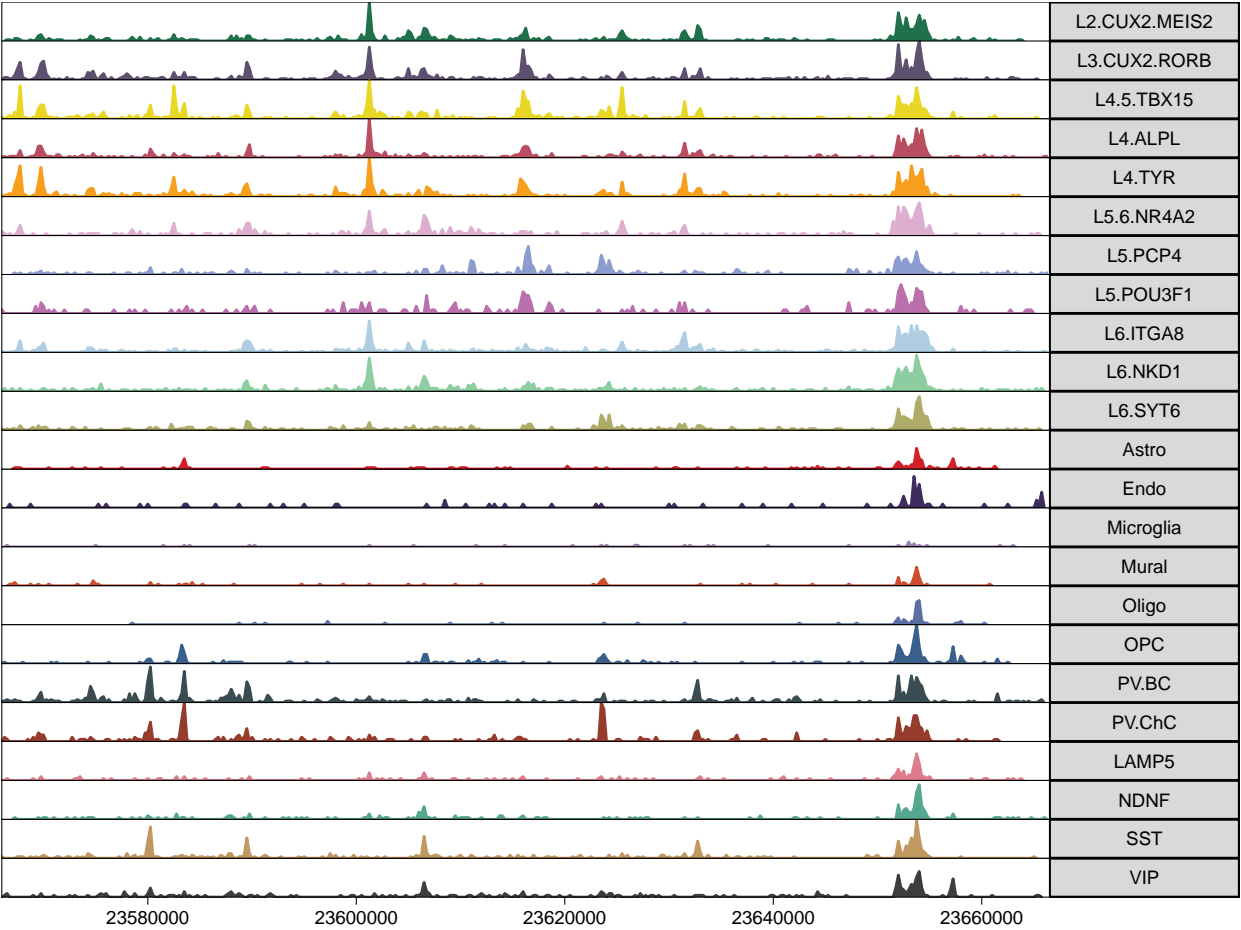 L2.CUX2.MEIS2
L3.CUX2.RORB
L4.5.TBX15
L4.ALPL
L4.TYR
L5.6.NR4A2
L5.PCP4
L5.POU3F1
L6.ITGA8
L6.NKD1
L6.SYT6
Astro
Endo
Microglia
Mural
Oligo
OPC
PV.BC
PV.ChC
LAMP5
NDNF
SST
VIP
23580000 23600000 23620000 23640000 23660000